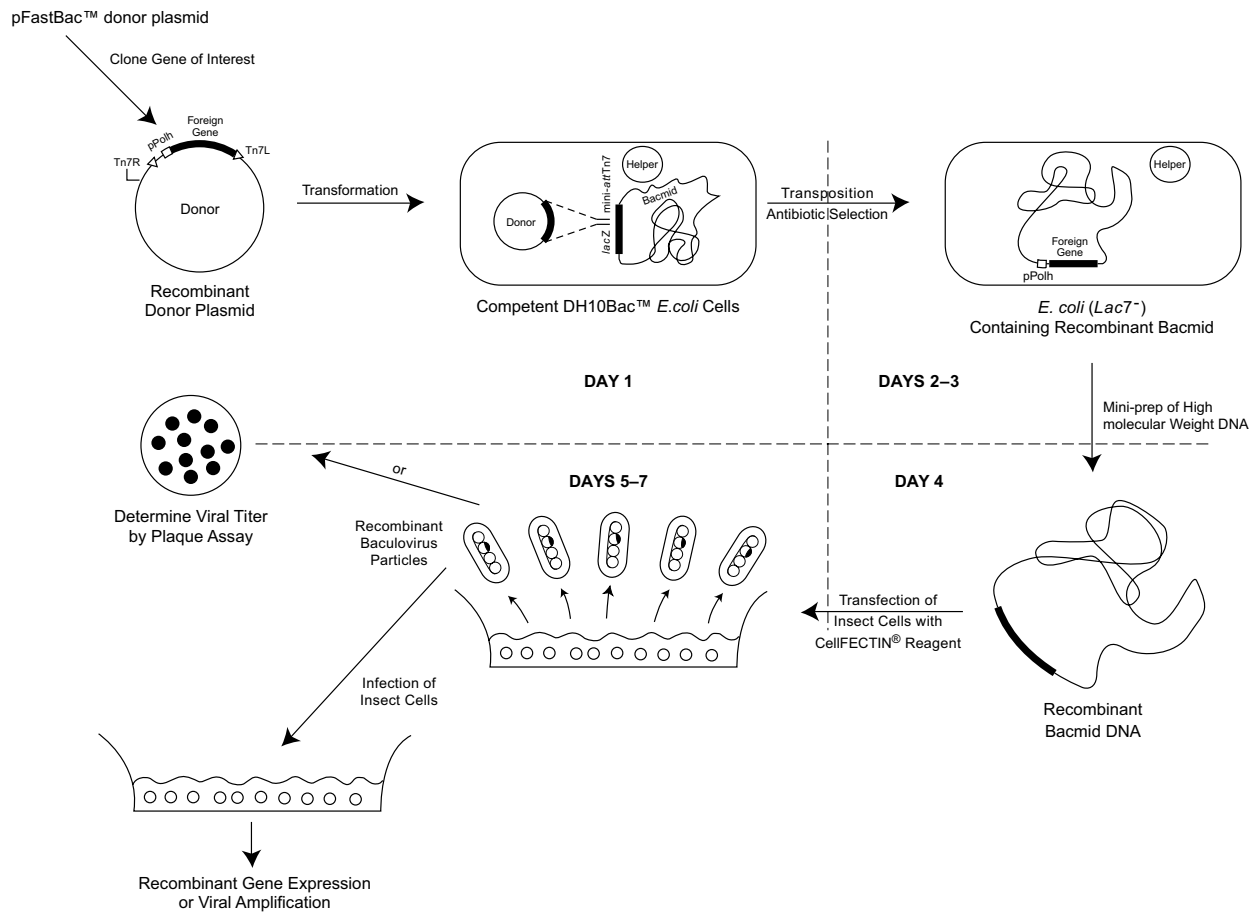 pFastBac™ donor plasmid
Clone Gene of Interest
Foreign
Gene
pPolh
Tn7R
Tn7L
Donor
Recombinant
Donor Plasmid
Transformation
Helper
Donor
lacZ
mini-attTn7
Bacmid
Competent DH10Bac™ E.coli Cells
Transposition
Antibiotic Selection
Helper
Foreign
Gene
pPolh
E. coli (Lac7⁻)
Containing Recombinant Bacmid
DAY 1
DAYS 2–3
Mini-prep of High
molecular Weight DNA
DAYS 5–7
DAY 4
or
Determine Viral Titer
by Plaque Assay
Recombinant
Baculovirus
Particles
Transfection of
Insect Cells with
CellFECTIN® Reagent
Recombinant
Bacmid DNA
Infection of
Insect Cells
Recombinant Gene Expression
or Viral Amplification